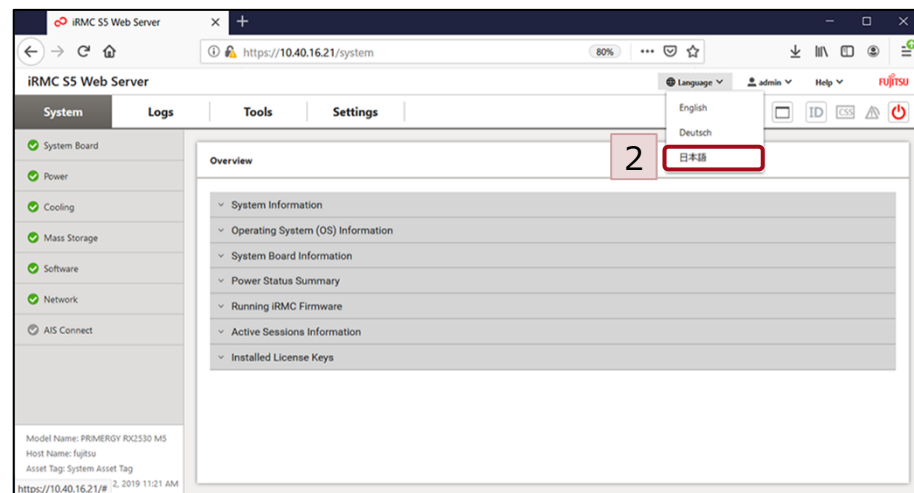 iRMC S5 Web Server
https://10.40.16.21/system
80%
iRMC S5 Web Server
Language
admin
Help
FUJITSU
System
Logs
Tools
Settings
ID
CSS
English
Deutsch
日本語
2
System Board
Power
Cooling
Mass Storage
Software
Network
AIS Connect
Overview
System Information
Operating System (OS) Information
System Board Information
Power Status Summary
Running iRMC Firmware
Active Sessions Information
Installed License Keys
Model Name: PRIMERGY RX2530 M5
Host Name: fujitsu
Asset Tag: System Asset Tag
https://10.40.16.21/# 2, 2019 11:21 AM